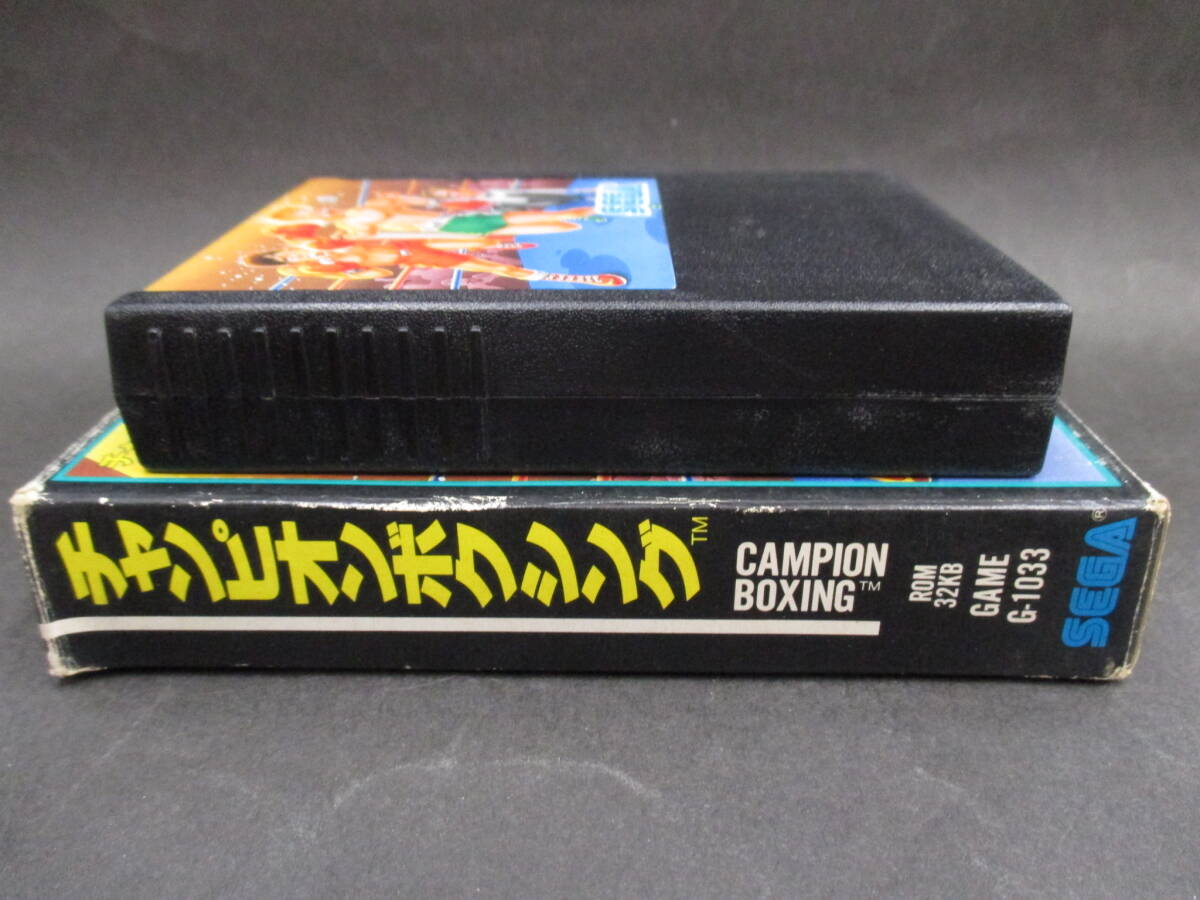 チャンピオンボクシング™
CAMPION
BOXING™
ROM
32KB
GAME
G-1033
SEGA®